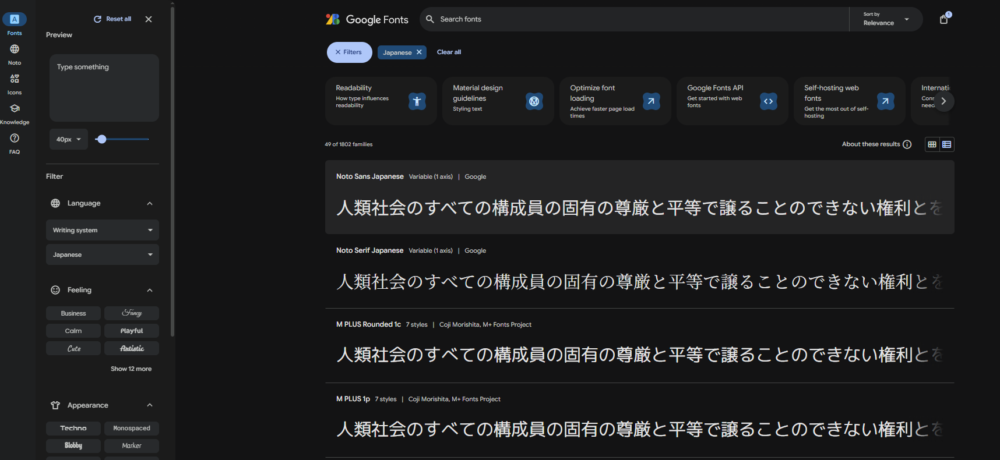 Fonts
Noto
Icons
Knowledge
FAQ
Reset all
Preview
Type something
40px
Filter
Language
Writing system
Japanese
Feeling
Business
Fancy
Calm
Playful
Cute
Artistic
Show 12 more
Appearance
Techno
Monospaced
Blobby
Marker
Google Fonts
Search fonts
Sort by
Relevance
1
Filters
Japanese
Clear all
Readability
How type influences
readability
Material design
guidelines
Styling text
Optimize font
loading
Achieve faster page load
times
Google Fonts API
Get started with web
fonts
Self-hosting web
fonts
Get the most out of self-
hosting
49 of 1802 families
About these results
Noto Sans Japanese Variable (1 axis) | Google
人類社会のすべての構成員の固有の尊厳と平等で譲ることのできない権利とを
Noto Serif Japanese Variable (1 axis) | Google
人類社会のすべての構成員の固有の尊厳と平等で譲ることのできない権利とを
M PLUS Rounded 1c 7 styles | Coji Morishita, M+ Fonts Project
人類社会のすべての構成員の固有の尊厳と平等で譲ることのできない権利とを
M PLUS 1p 7 styles | Coji Morishita, M+ Fonts Project
人類社会のすべての構成員の固有の尊厳と平等で譲ることのできない権利とを